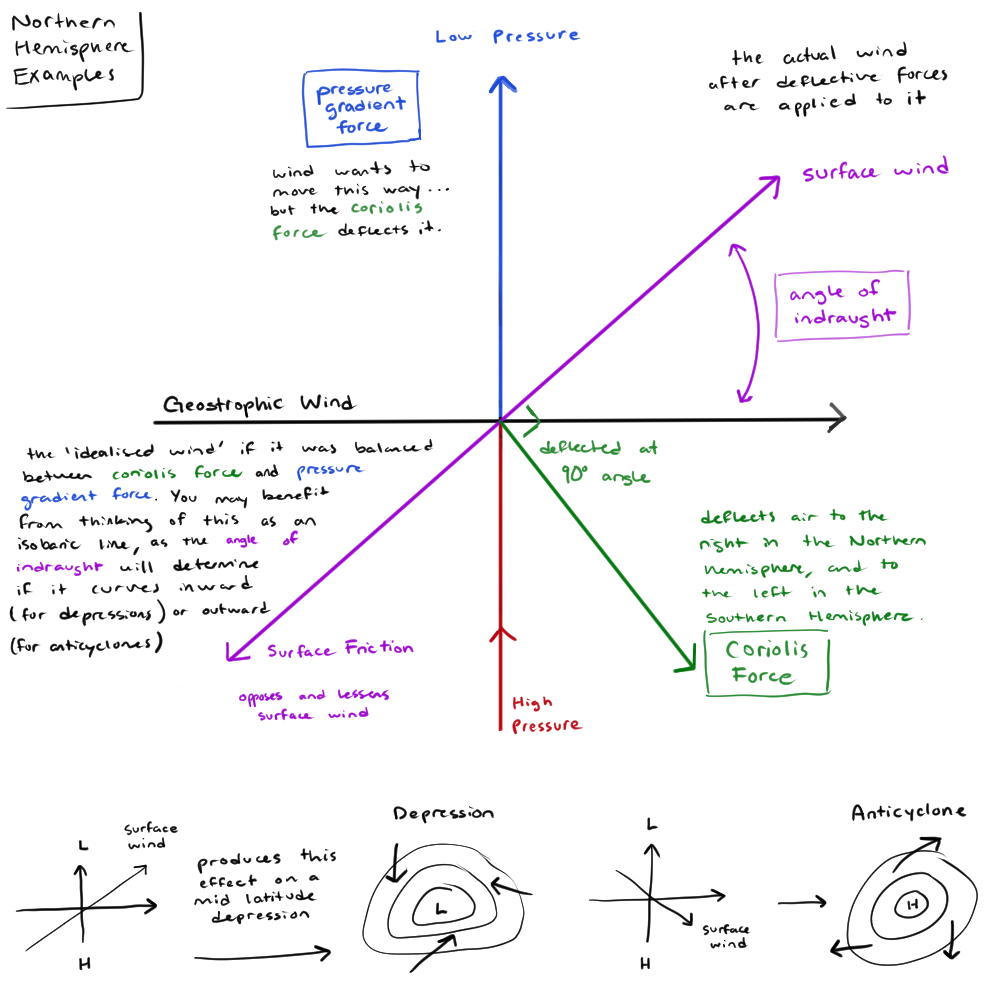 Northern
Hemisphere
Examples
Low Pressure
pressure
gradient
force
wind wants to
move this way...
but the coriolis
force deflects it.
the actual wind
after deflective forces
are applied to it
surface wind
angle of
indraught
Geostrophic Wind
the 'idealised wind' if it was balanced
between coriolis force and pressure
gradient force. You may benefit
from thinking of this as an
isobaric line, as the angle of
indraught will determine
if it curves inward
(for depressions) or outward
(for anticyclones)
deflected at
90° angle
deflects air to the
right in the Northern
Hemisphere, and to
the left in the
Southern Hemisphere.
Coriolis
Force
Surface Friction
opposes and lessens
surface wind
High
Pressure
L
surface
wind
H
produces this
effect on a
mid latitude
depression
Depression
L
L
surface
wind
H
Anticyclone
H